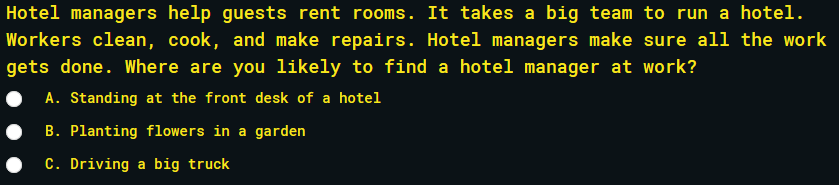 Hotel managers help guests rent rooms. It takes a big team to run a hotel.
Workers clean, cook, and make repairs. Hotel managers make sure all the work
gets done. Where are you likely to find a hotel manager at work?
A. Standing at the front desk of a hotel
B. Planting flowers in a garden
C. Driving a big truck